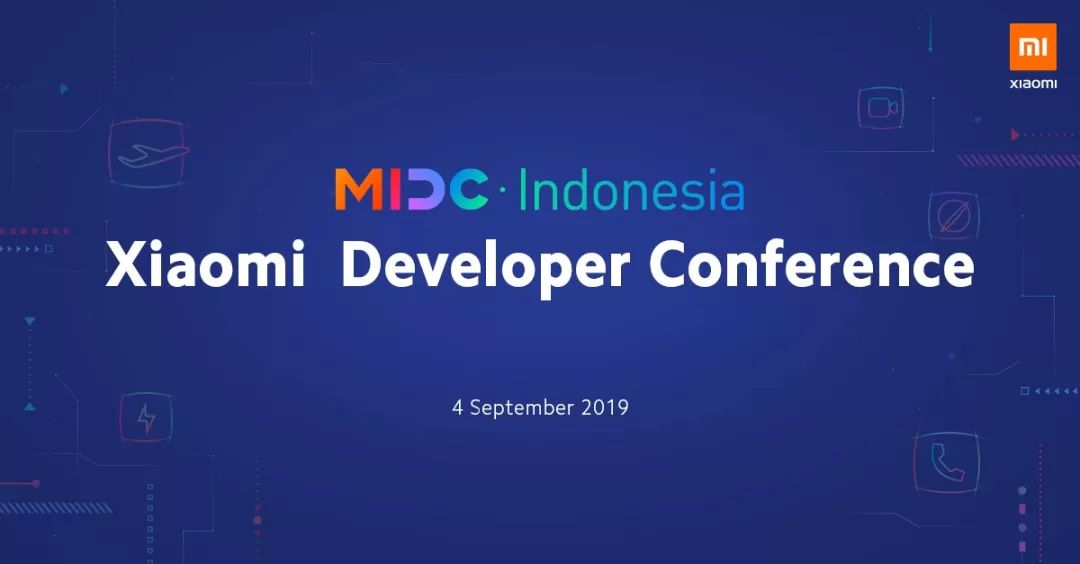 mi
xiaomi
MIDC · Indonesia
Xiaomi Developer Conference
4 September 2019